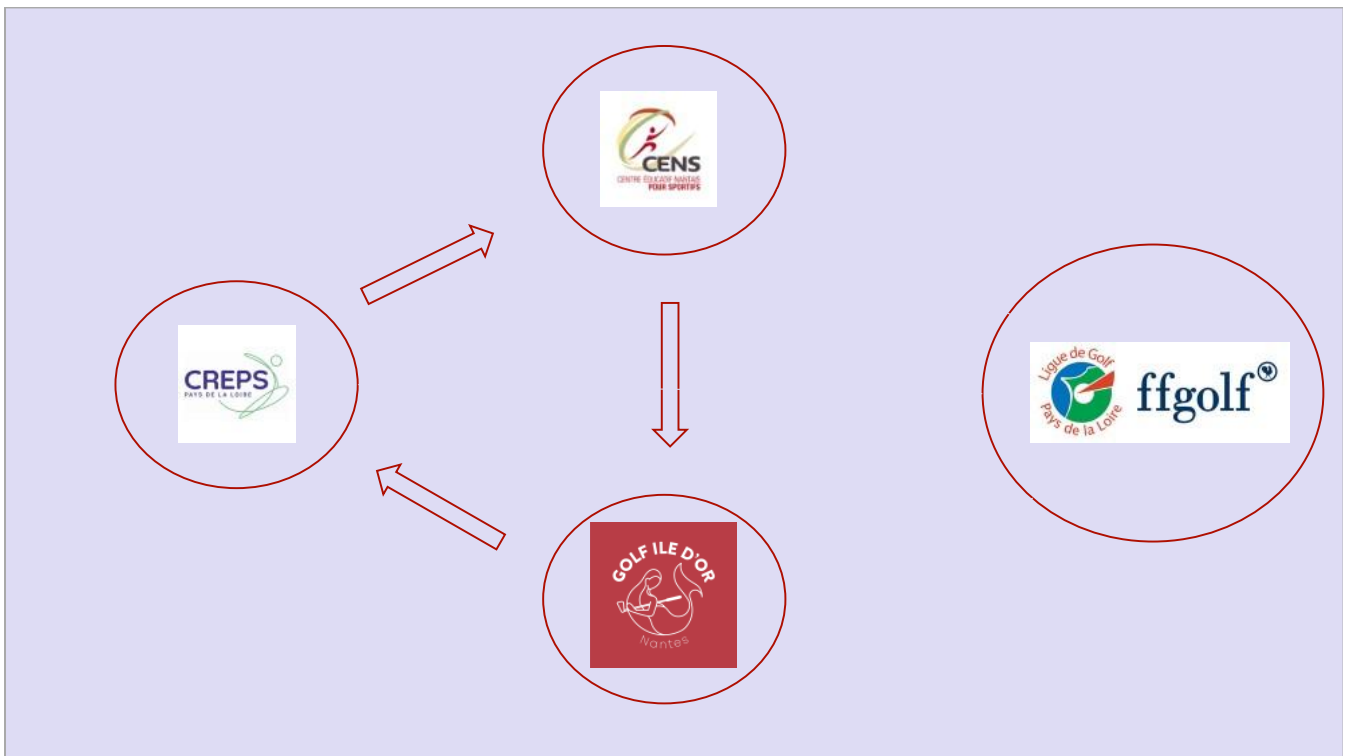 CENS
CENTRE EDUCATIF NANTAIS
POUR SPORTIFS
CREPS
PAYS DE LA LOIRE
Ligue de Golf
Pays de la Loire
ffgolf®
GOLF ILE D'OR
Nantes